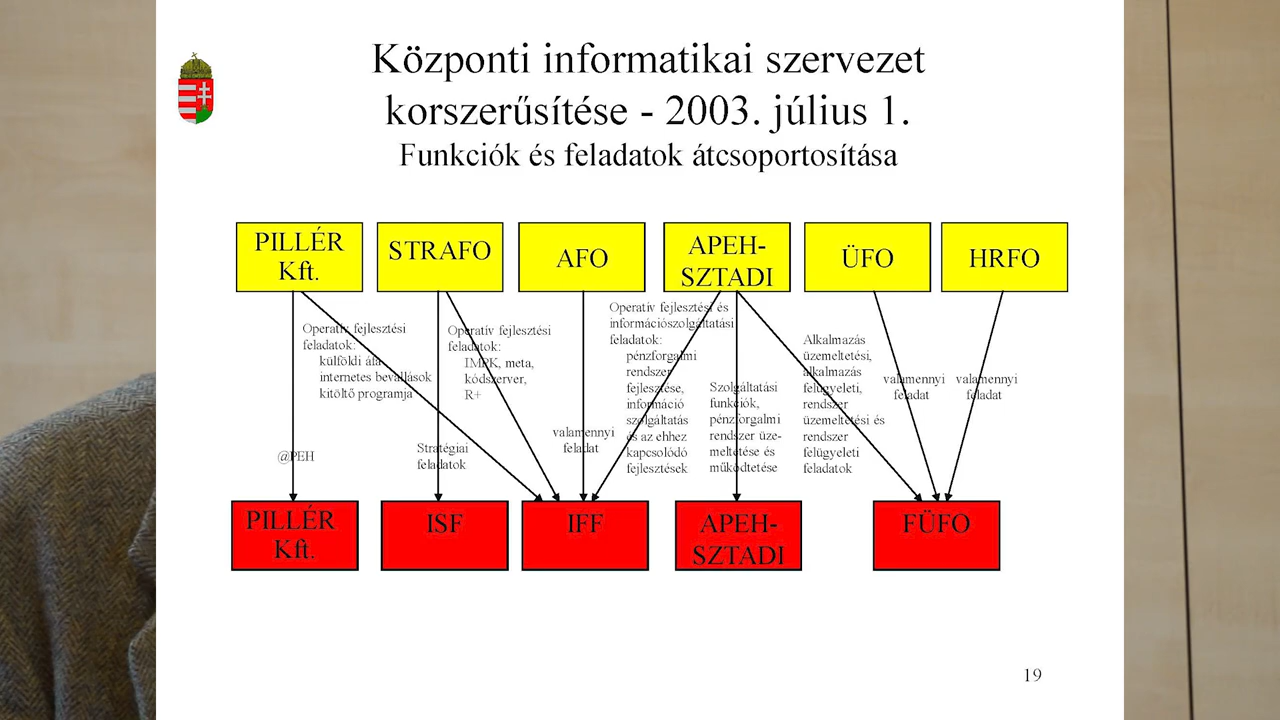 Központi informatikai szervezet
korszerűsítése - 2003. július 1.
Funkciók és feladatok átcsoportosítása
PILLÉR
Kft.
STRAFO
AFO
APEH-
SZTADI
ÜFO
HRFO
Operatív fejlesztési
feladatok:
külföldi áfa
internetes bevallások
kitöltő programja
@PEH
Operatív fejlesztési
feladatok:
IMPK, meta,
kódszerver,
R+
Stratégiai
feladatok
valamennyi
feladat
Operatív fejlesztési és
információszolgáltatási
feladatok:
pénzforgalmi
rendszer
fejlesztése,
információ
szolgáltatás
és az ehhez
kapcsolódó
fejlesztések
Szolgáltatási
funkciók,
pénzforgalmi
rendszer üze-
meltetése és
működtetése
Alkalmazás
üzemeltetési,
alkalmazás
felügyeleti,
rendszer
üzemeltetési és
rendszer
felügyeleti
feladatok
valamennyi
feladat
valamennyi
feladat
PILLÉR
Kft.
ISF
IFF
APEH-
SZTADI
FÜFO
19